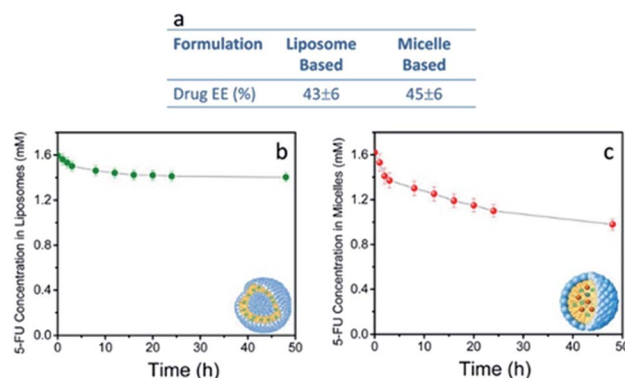 a
Formulation Liposome Based Micelle Based
Drug EE (%) 43±6 45±6
b
5-FU Concentration in Liposomes (mM)
1.6
1.2
0.8
0.4
0.0
0 10 20 30 40 50
Time (h)
c
5-FU Concentration in Micelles (mM)
1.6
1.2
0.8
0.4
0.0
0 10 20 30 40 50
Time (h)